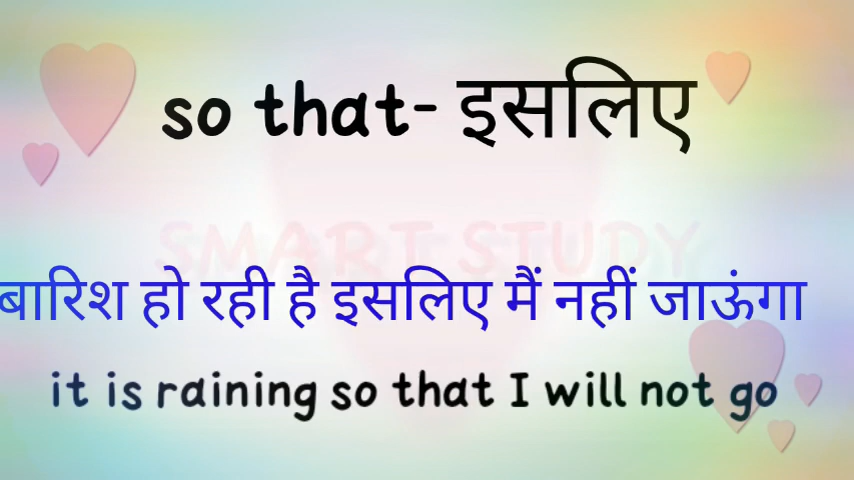 so that- इसलिए
SMART STUDY
बारिश हो रही है इसलिए मैं नहीं जाऊंगा
it is raining so that I will not go